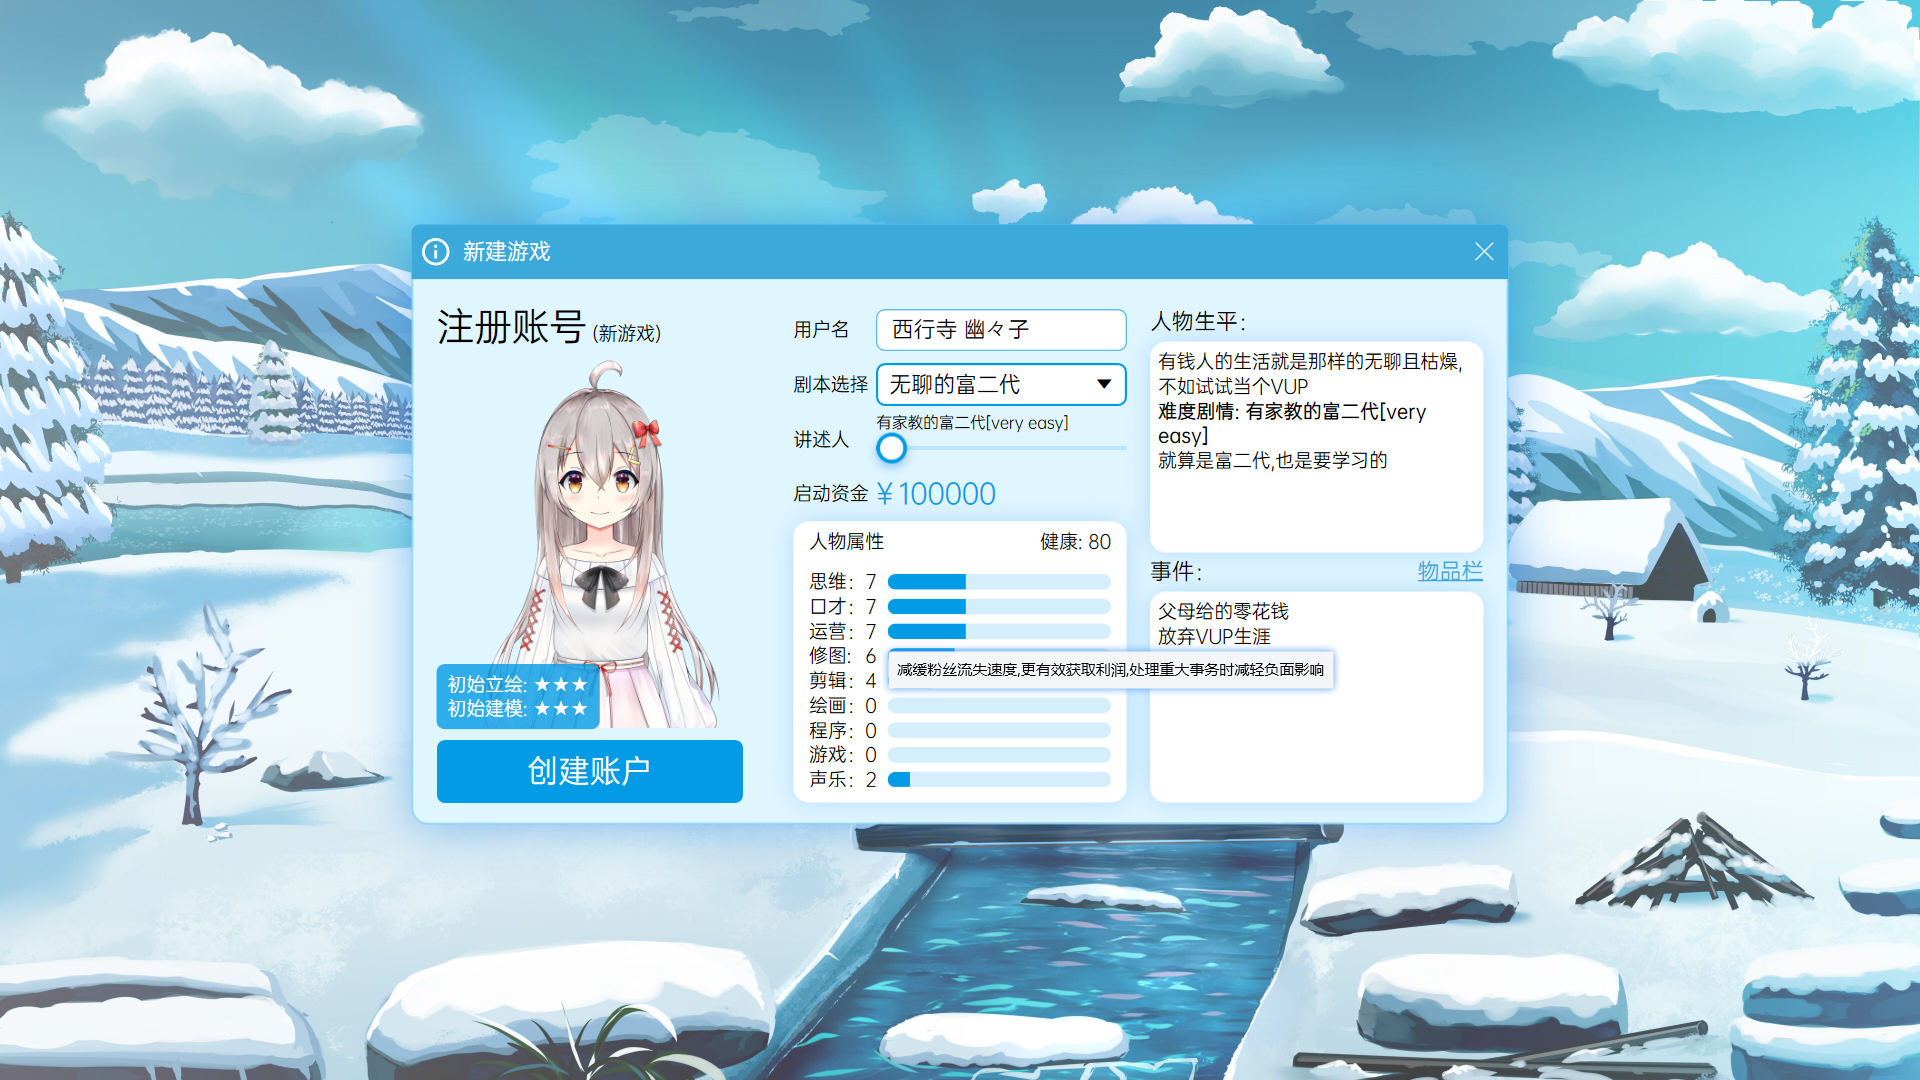 新建游戏
注册账号 (新游戏)
初始立绘: ★★★
初始建模: ★★★
创建账户
用户名 西行寺 幽々子
剧本选择 无聊的富二代
有家教的富二代[very easy]
讲述人
启动资金 ¥100000
人物属性 健康: 80
思维: 7
口才: 7
运营: 7
修图: 6
剪辑: 4
绘画: 0
程序: 0
游戏: 0
声乐: 2
减缓粉丝流失速度,更有效获取利润,处理重大事务时减轻负面影响
人物生平:
有钱人的生活就是那样的无聊且枯燥,
不如试试当个VUP
难度剧情: 有家教的富二代[very
easy]
就算是富二代,也是要学习的
事件: 物品栏
父母给的零花钱
放弃VUP生涯